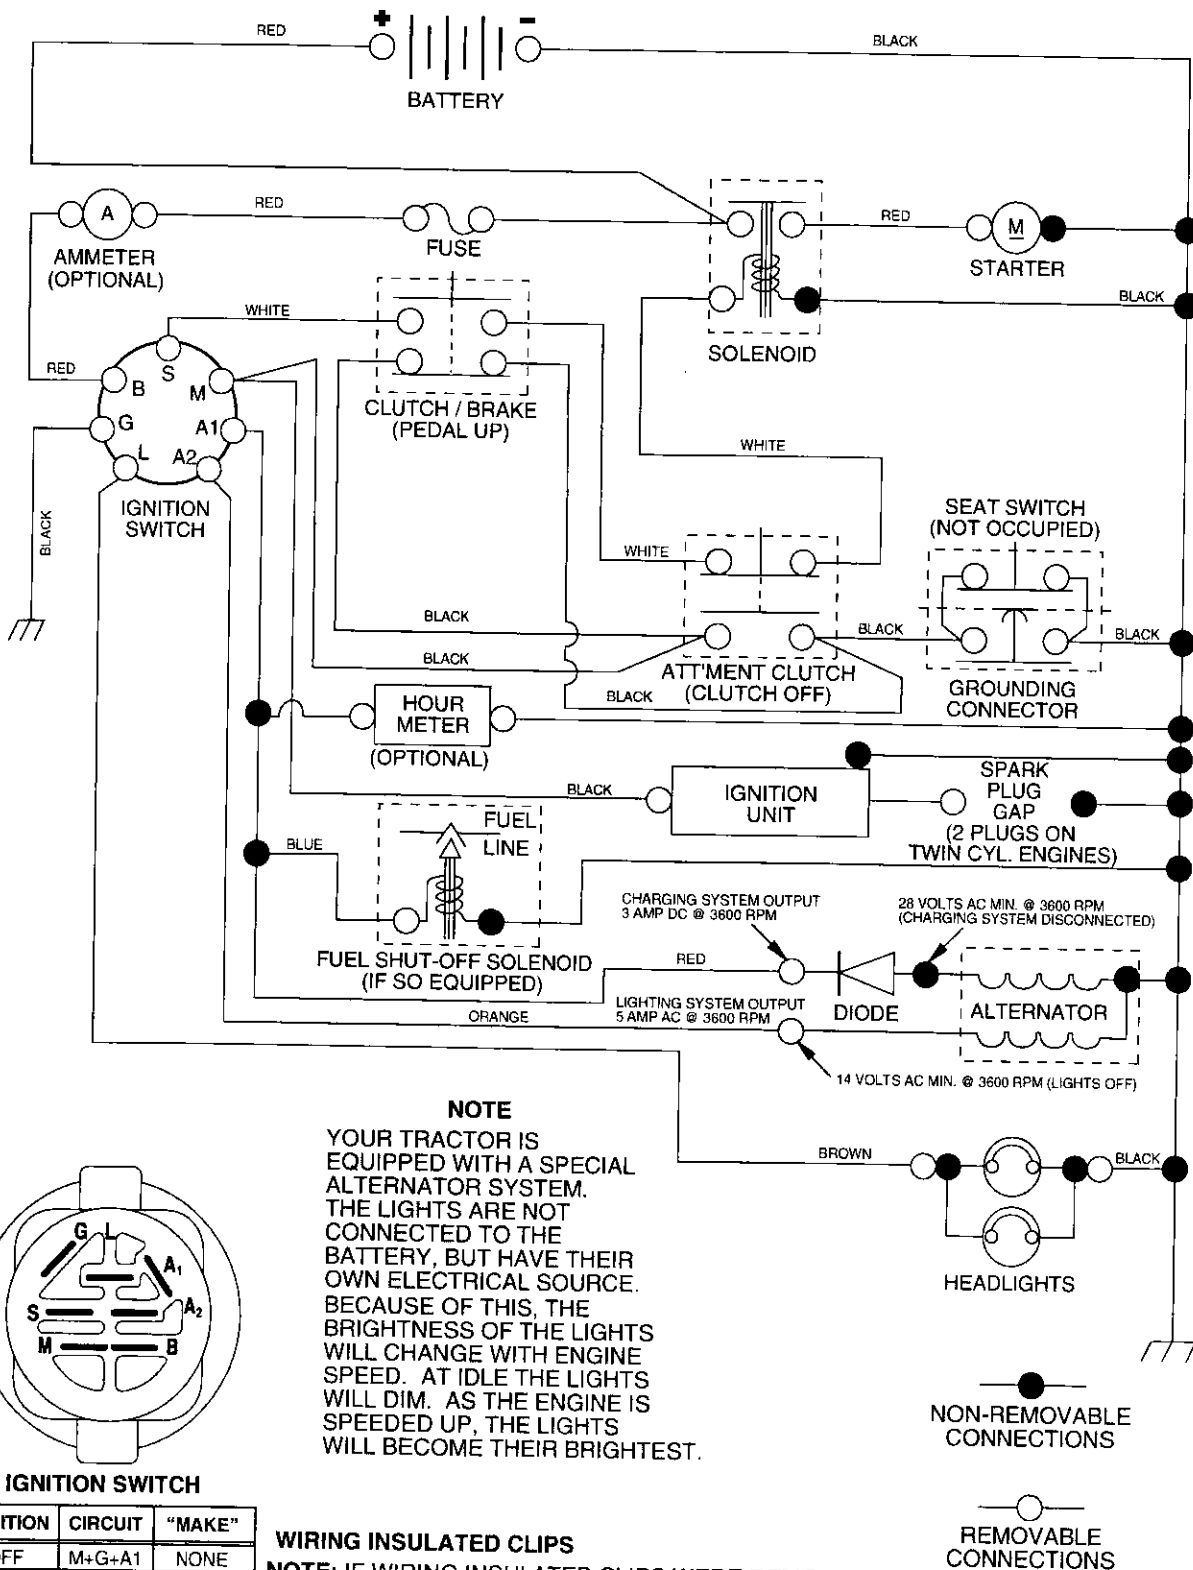 +
-
RED
BLACK
BATTERY
A
RED
FUSE
RED
M
STARTER
AMMETER
(OPTIONAL)
WHITE
BLACK
SOLENOID
RED
B
S
M
G
A1
L
A2
CLUTCH / BRAKE
(PEDAL UP)
IGNITION
SWITCH
BLACK
WHITE
SEAT SWITCH
(NOT OCCUPIED)
WHITE
BLACK
BLACK
BLACK
BLACK
ATT'MENT CLUTCH
(CLUTCH OFF)
BLACK
GROUNDING
CONNECTOR
HOUR
METER
(OPTIONAL)
BLACK
IGNITION
UNIT
SPARK
PLUG
GAP
(2 PLUGS ON
TWIN CYL. ENGINES)
BLUE
FUEL
LINE
FUEL SHUT-OFF SOLENOID
(IF SO EQUIPPED)
CHARGING SYSTEM OUTPUT
3 AMP DC @ 3600 RPM
28 VOLTS AC MIN. @ 3600 RPM
(CHARGING SYSTEM DISCONNECTED)
RED
DIODE
ALTERNATOR
LIGHTING SYSTEM OUTPUT
5 AMP AC @ 3600 RPM
ORANGE
14 VOLTS AC MIN. @ 3600 RPM (LIGHTS OFF)
NOTE
YOUR TRACTOR IS
EQUIPPED WITH A SPECIAL
ALTERNATOR SYSTEM.
THE LIGHTS ARE NOT
CONNECTED TO THE
BATTERY, BUT HAVE THEIR
OWN ELECTRICAL SOURCE.
BECAUSE OF THIS, THE
BRIGHTNESS OF THE LIGHTS
WILL CHANGE WITH ENGINE
SPEED. AT IDLE THE LIGHTS
WILL DIM. AS THE ENGINE IS
SPEEDED UP, THE LIGHTS
WILL BECOME THEIR BRIGHTEST.
BROWN
BLACK
HEADLIGHTS
G
L
A1
A2
S
M
B
IGNITION SWITCH
ITION CIRCUIT "MAKE"
FF M+G+A1 NONE
NON-REMOVABLE
CONNECTIONS
REMOVABLE
CONNECTIONS
WIRING INSULATED CLIPS
NOTE: IF WIRING INSULATED CLIPS WERE